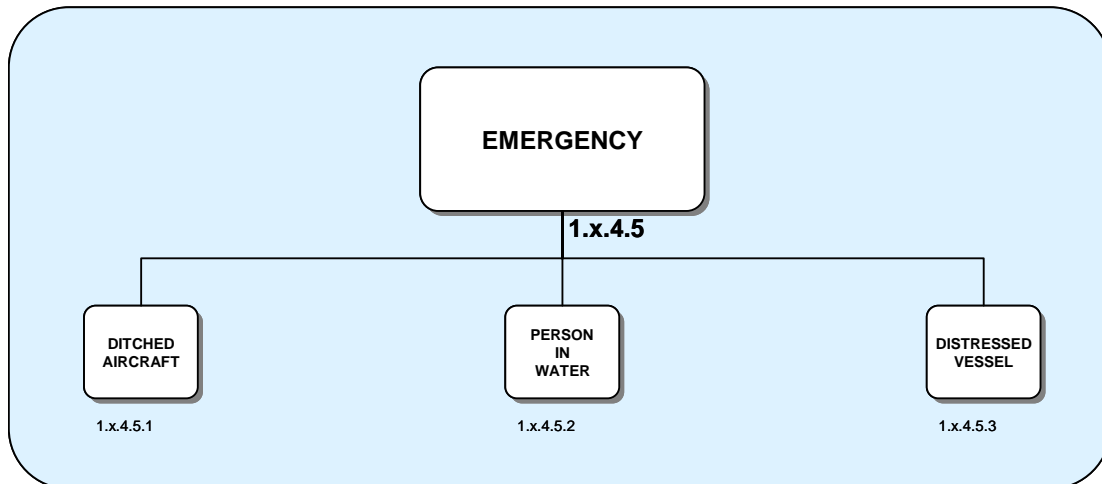 EMERGENCY
1.x.4.5
DITCHED
AIRCRAFT
1.x.4.5.1
PERSON
IN
WATER
1.x.4.5.2
DISTRESSED
VESSEL
1.x.4.5.3